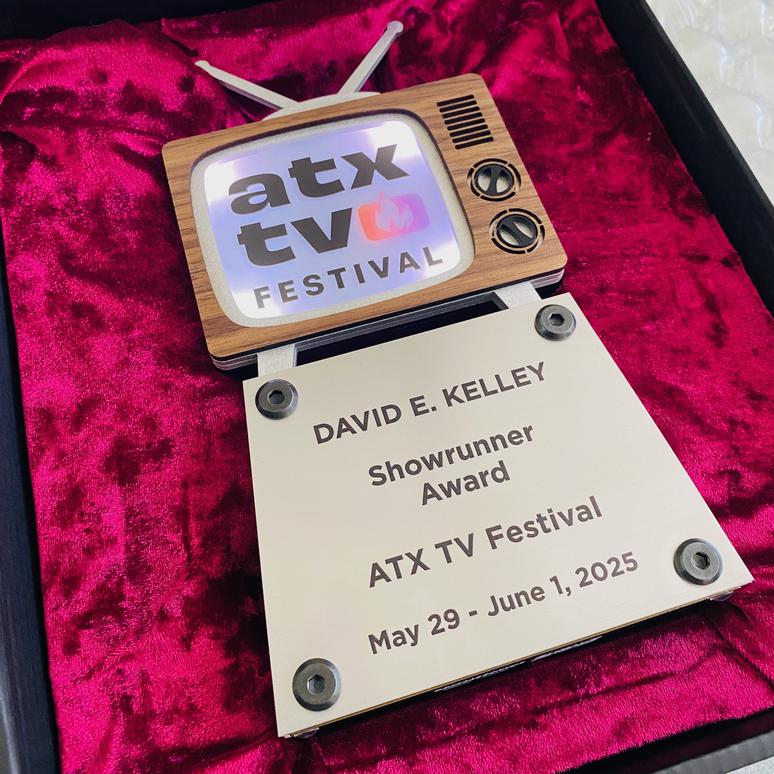 atx
tv
FESTIVAL
DAVID E. KELLEY
Showrunner
Award
ATX TV Festival
May 29 - June 1, 2025